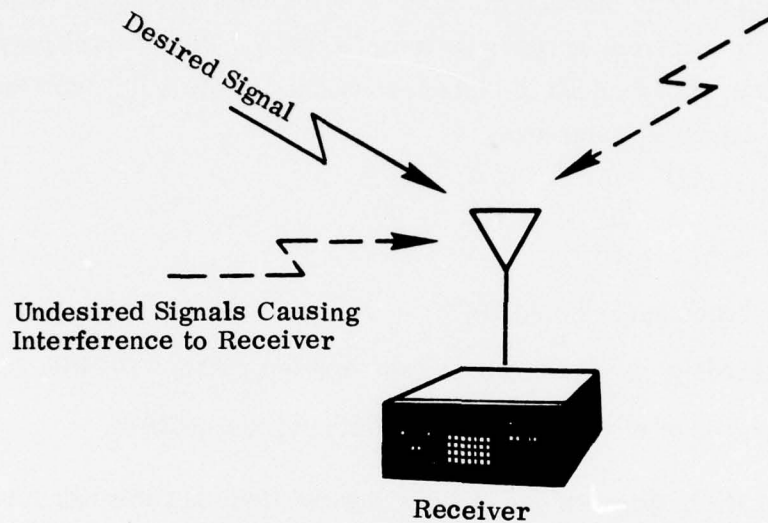 Desired Signal
Undesired Signals Causing
Interference to Receiver
Receiver